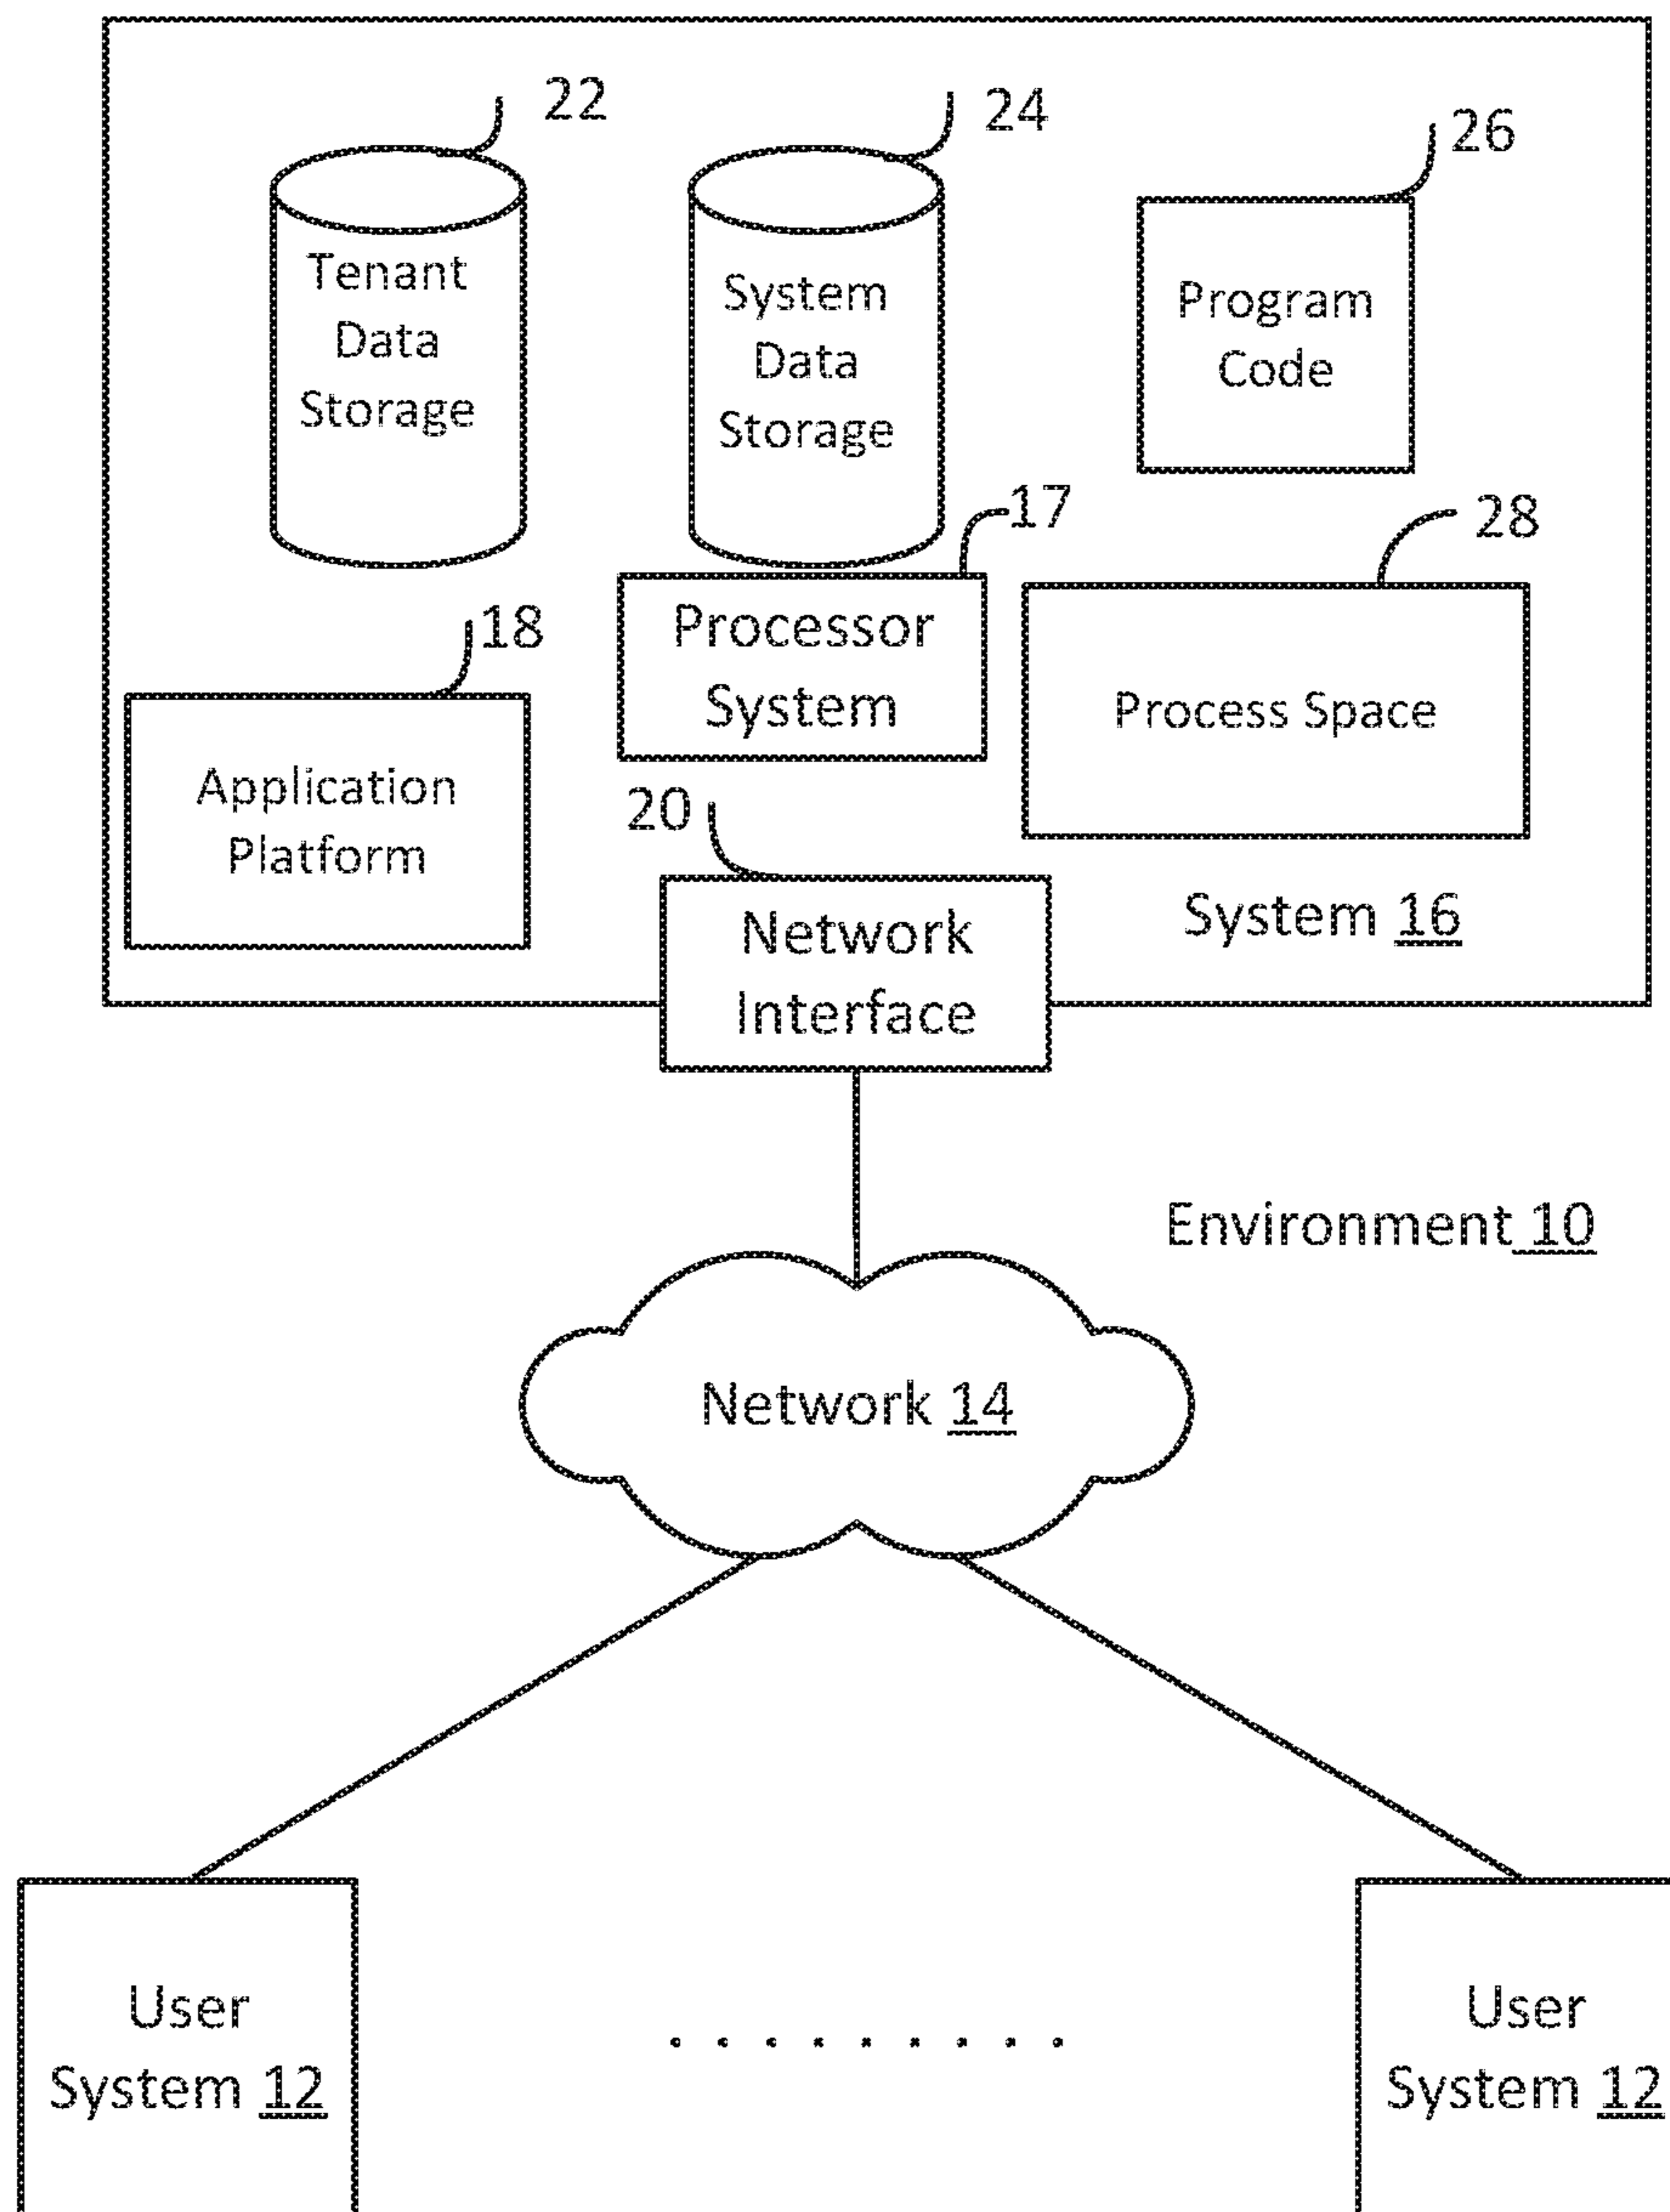 22
24
26
Tenant
Data
Storage
System
Data
Storage
Program
Code
17
28
18
Processor
System
Process Space
Application
Platform
20
Network
Interface
System 16
Environment 10
Network 14
User
System 12
. . . . . . . . .
User
System 12